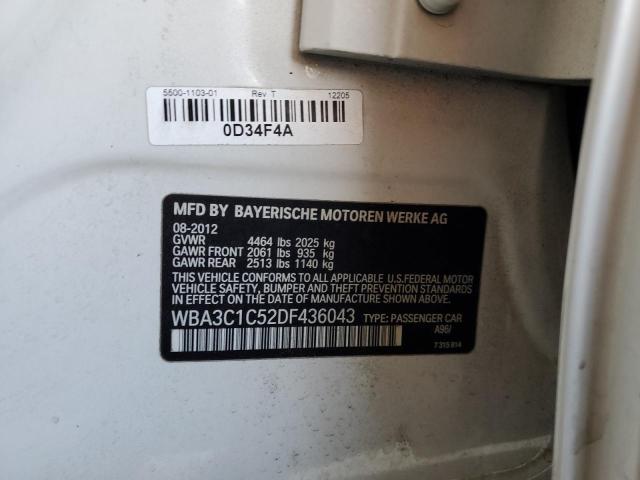 5500-1103-01 Rev T 12205
0D34F4A
MFD BY BAYERISCHE MOTOREN WERKE AG
08-2012
GVWR 4464 lbs 2025 kg
GAWR FRONT 2061 lbs 935 kg
GAWR REAR 2513 lbs 1140 kg
THIS VEHICLE CONFORMS TO ALL APPLICABLE U.S.FEDERAL MOTOR
VEHICLE SAFETY, BUMPER, AND THEFT PREVENTION STANDARDS
IN EFFECT ON THE DATE OF MANUFACTURE SHOWN ABOVE.
WBA3C1C52DF436043 TYPE: PASSENGER CAR
A96/
7 315 814